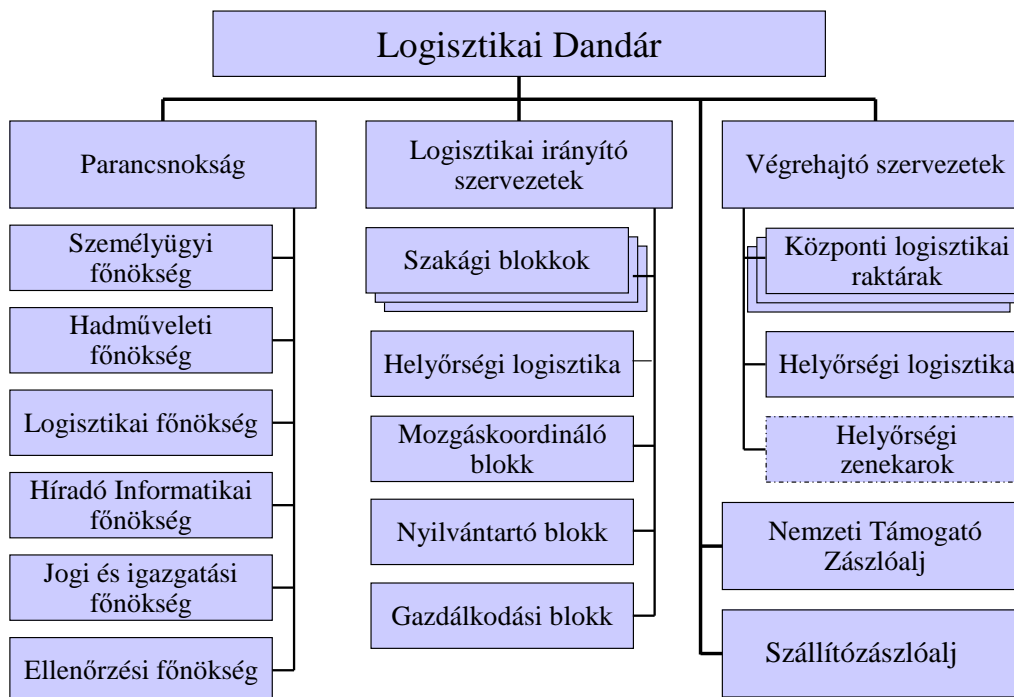 Logisztikai Dandár
Parancsnokság
Személyügyi
főnökség
Hadműveleti
főnökség
Logisztikai főnökség
Híradó Informatikai
főnökség
Jogi és igazgatási
főnökség
Ellenőrzési főnökség
Logisztikai irányító
szervezetek
Szakági blokkok
Helyőrségi logisztika
Mozgáskoordináló
blokk
Nyilvántartó blokk
Gazdálkodási blokk
Végrehajtó szervezetek
Központi logisztikai
raktárak
Helyőrségi logisztika
Helyőrségi
zenekarok
Nemzeti Támogató
Zászlóalj
Szállítózászlóalj